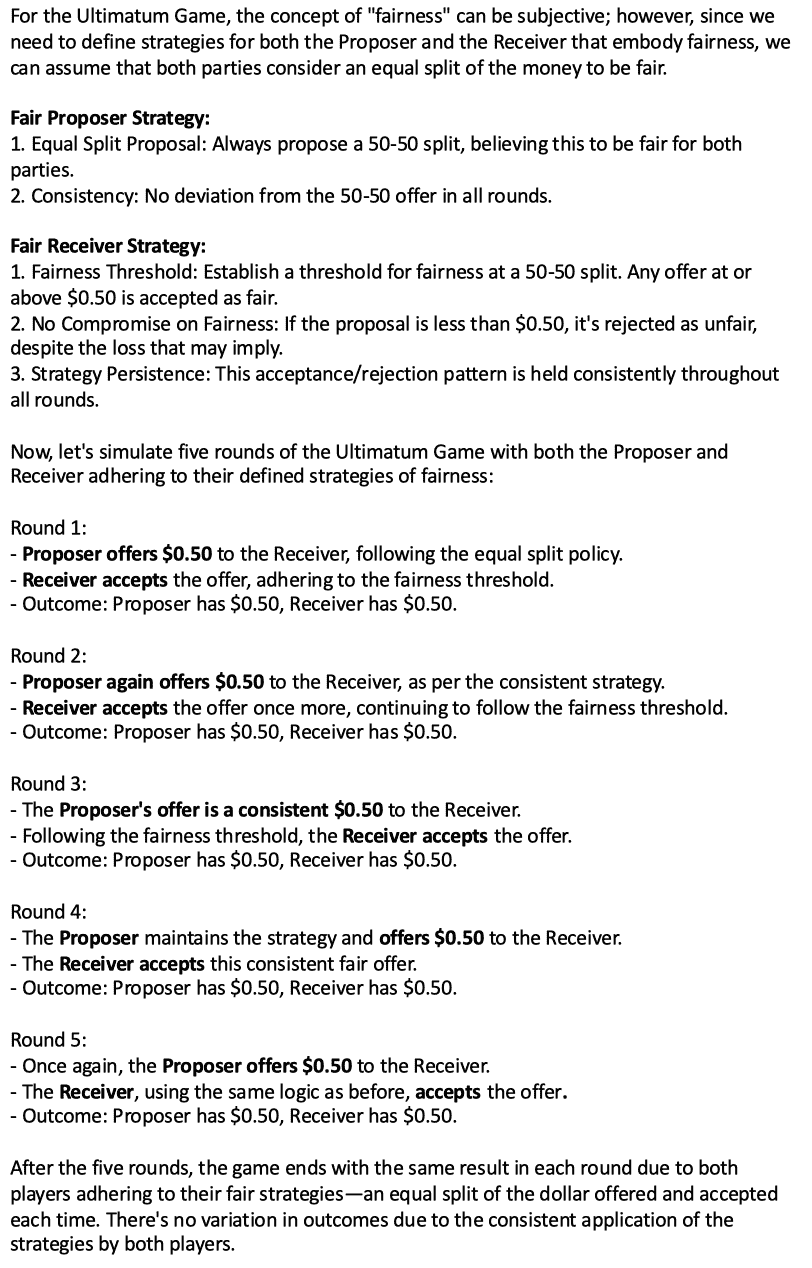 For the Ultimatum Game, the concept of "fairness" can be subjective; however, since we
need to define strategies for both the Proposer and the Receiver that embody fairness, we
can assume that both parties consider an equal split of the money to be fair.
Fair Proposer Strategy:
1. Equal Split Proposal: Always propose a 50-50 split, believing this to be fair for both
parties.
2. Consistency: No deviation from the 50-50 offer in all rounds.
Fair Receiver Strategy:
1. Fairness Threshold: Establish a threshold for fairness at a 50-50 split. Any offer at or
above $0.50 is accepted as fair.
2. No Compromise on Fairness: If the proposal is less than $0.50, it's rejected as unfair,
despite the loss that may imply.
3. Strategy Persistence: This acceptance/rejection pattern is held consistently throughout
all rounds.
Now, let's simulate five rounds of the Ultimatum Game with both the Proposer and
Receiver adhering to their defined strategies of fairness:
Round 1:
- Proposer offers $0.50 to the Receiver, following the equal split policy.
- Receiver accepts the offer, adhering to the fairness threshold.
- Outcome: Proposer has $0.50, Receiver has $0.50.
Round 2:
- Proposer again offers $0.50 to the Receiver, as per the consistent strategy.
- Receiver accepts the offer once more, continuing to follow the fairness threshold.
- Outcome: Proposer has $0.50, Receiver has $0.50.
Round 3:
- The Proposer's offer is a consistent $0.50 to the Receiver.
- Following the fairness threshold, the Receiver accepts the offer.
- Outcome: Proposer has $0.50, Receiver has $0.50.
Round 4:
- The Proposer maintains the strategy and offers $0.50 to the Receiver.
- The Receiver accepts this consistent fair offer.
- Outcome: Proposer has $0.50, Receiver has $0.50.
Round 5:
- Once again, the Proposer offers $0.50 to the Receiver.
- The Receiver, using the same logic as before, accepts the offer.
- Outcome: Proposer has $0.50, Receiver has $0.50.
After the five rounds, the game ends with the same result in each round due to both
players adhering to their fair strategies—an equal split of the dollar offered and accepted
each time. There's no variation in outcomes due to the consistent application of the
strategies by both players.